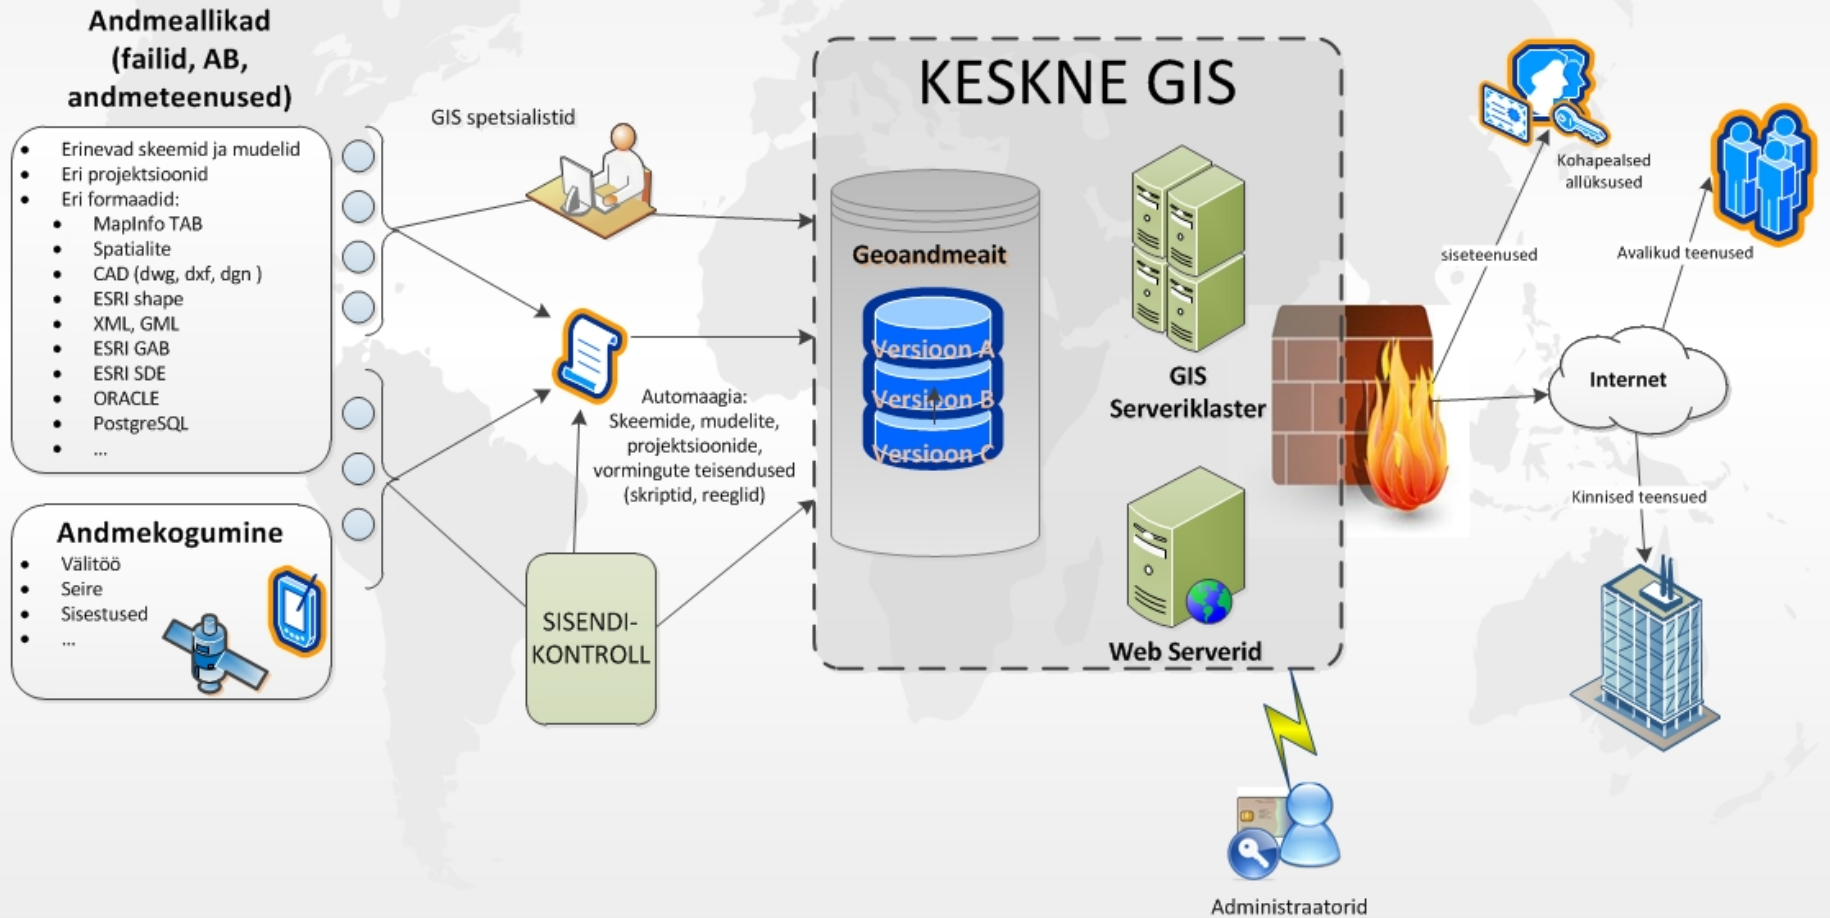 Andmeallikad
(failid, AB,
andmeteenused)
Erinevad skeemid ja mudelid
Eri projektsioonid
Eri formaadid:
MapInfo TAB
Spatialite
CAD (dwg, dxf, dgn )
ESRI shape
XML, GML
ESRI GAB
ESRI SDE
ORACLE
PostgreSQL
...
Andmekogumine
Välitöö
Seire
Sisestused
...
GIS spetsialistid
Automaagia:
Skeemide, mudelite,
projektsioonide,
vormingute teisendused
(skriptid, reeglid)
SISENDI-
KONTROLL
KESKNE GIS
Geoandmeait
Versioon A
Versioon B
Versioon C
GIS
Serveriklaster
Web Serverid
Administraatorid
siseteenused
Kohapealsed
allüksused
Avalikud teenused
Internet
Kinnised teensued